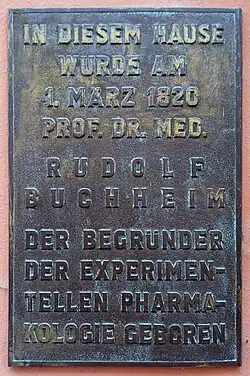 IN DIESEM HAUSE
WURDE AM
1. MÄRZ 1820
PROF. DR. MED.
RUDOLF
BUCHHEIM
DER BEGRÜNDER
DER EXPERIMEN-
TELLEN PHARMA-
KOLOGIE GEBOREN